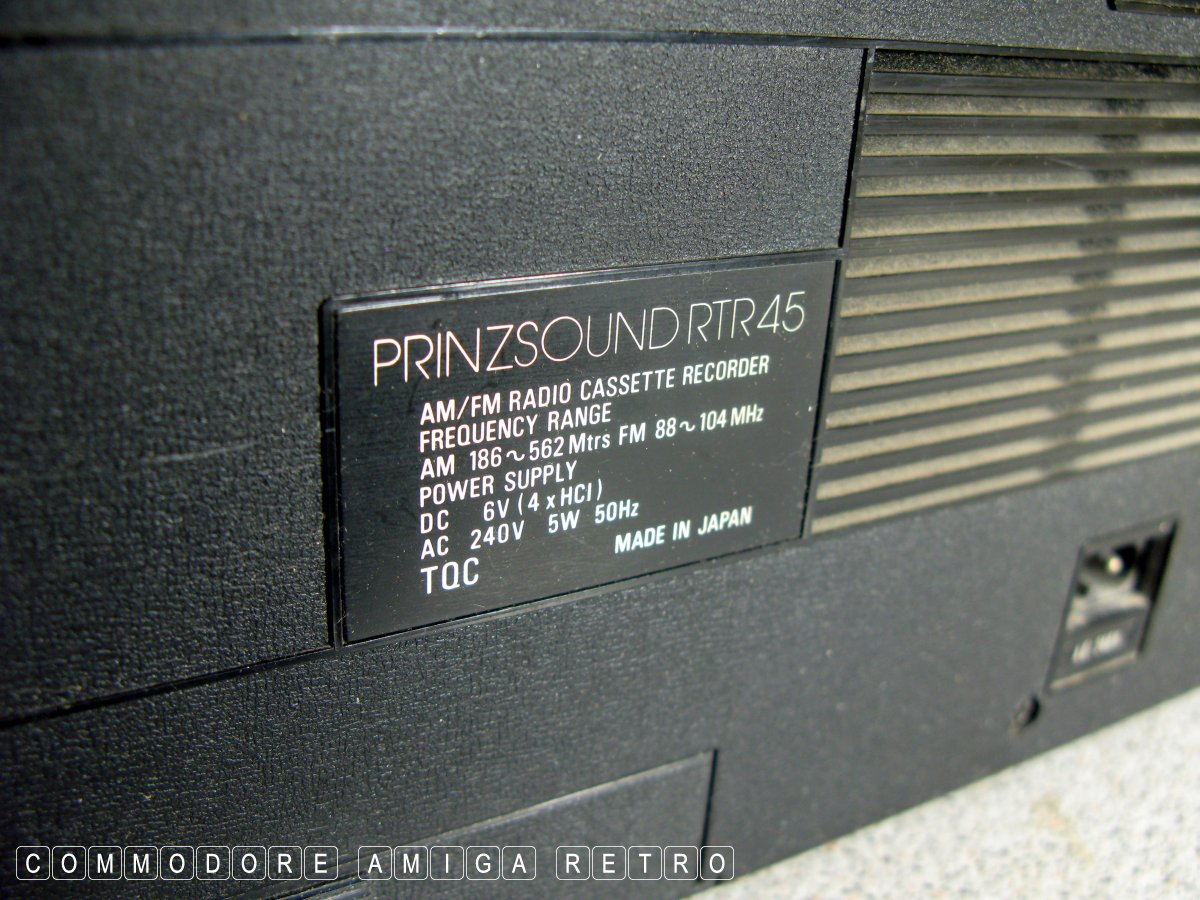 PRINZSOUND RTR45
AM/FM RADIO CASSETTE RECORDER
FREQUENCY RANGE
AM 186~562 Mtrs FM 88~104 MHz
POWER SUPPLY
DC 6V (4 x HCI)
AC 240V 5W 50Hz
MADE IN JAPAN
TQC
COMMODORE AMIGA RETRO